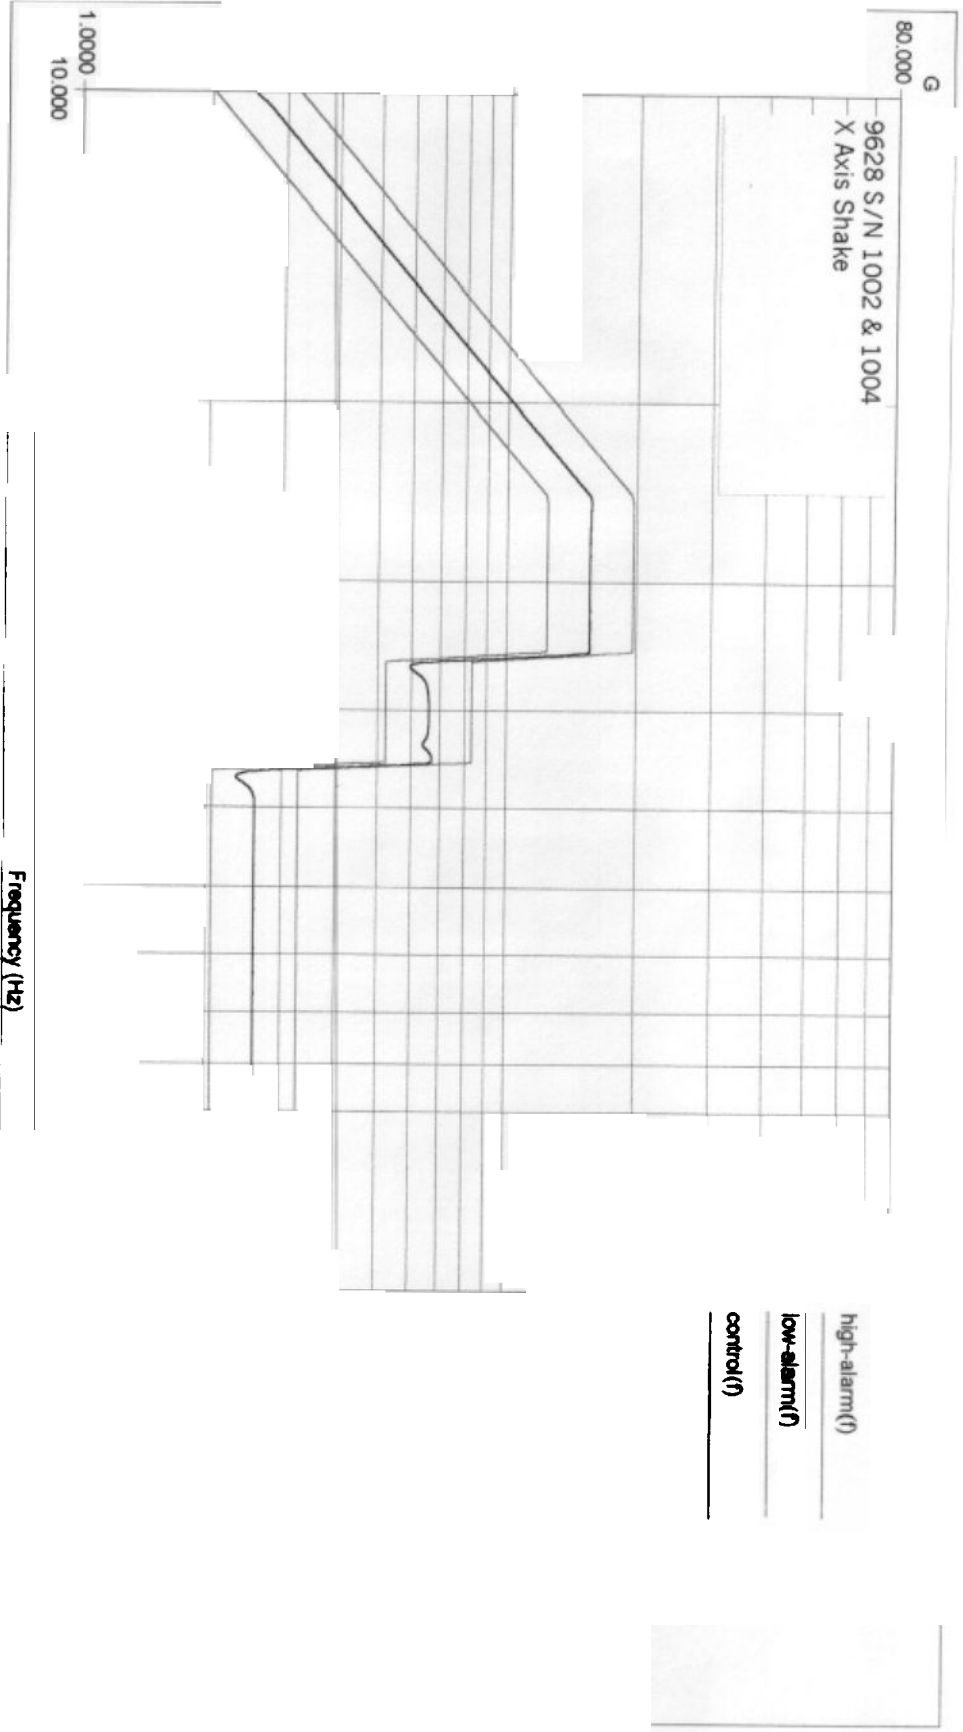 G
80.000
9628 S/N 1002 & 1004
X Axis Shake
1.0000
10.000
Frequency (Hz)
high-alarm(f)
low-alarm(f)
control(f)